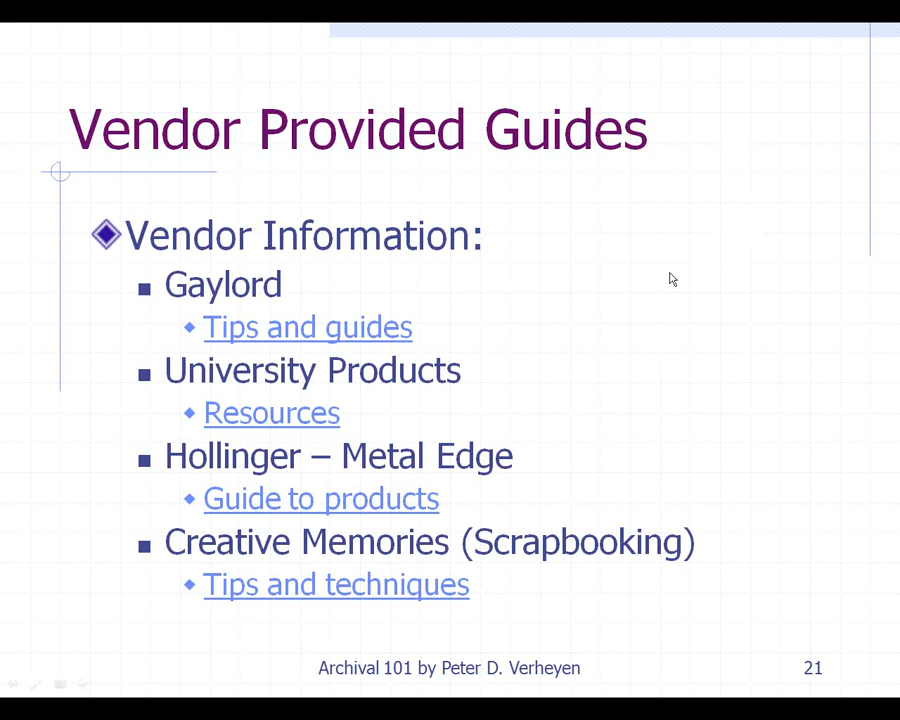 Vendor Provided Guides
Vendor Information:
Gaylord
Tips and guides
University Products
Resources
Hollinger – Metal Edge
Guide to products
Creative Memories (Scrapbooking)
Tips and techniques
Archival 101 by Peter D. Verheyen
21